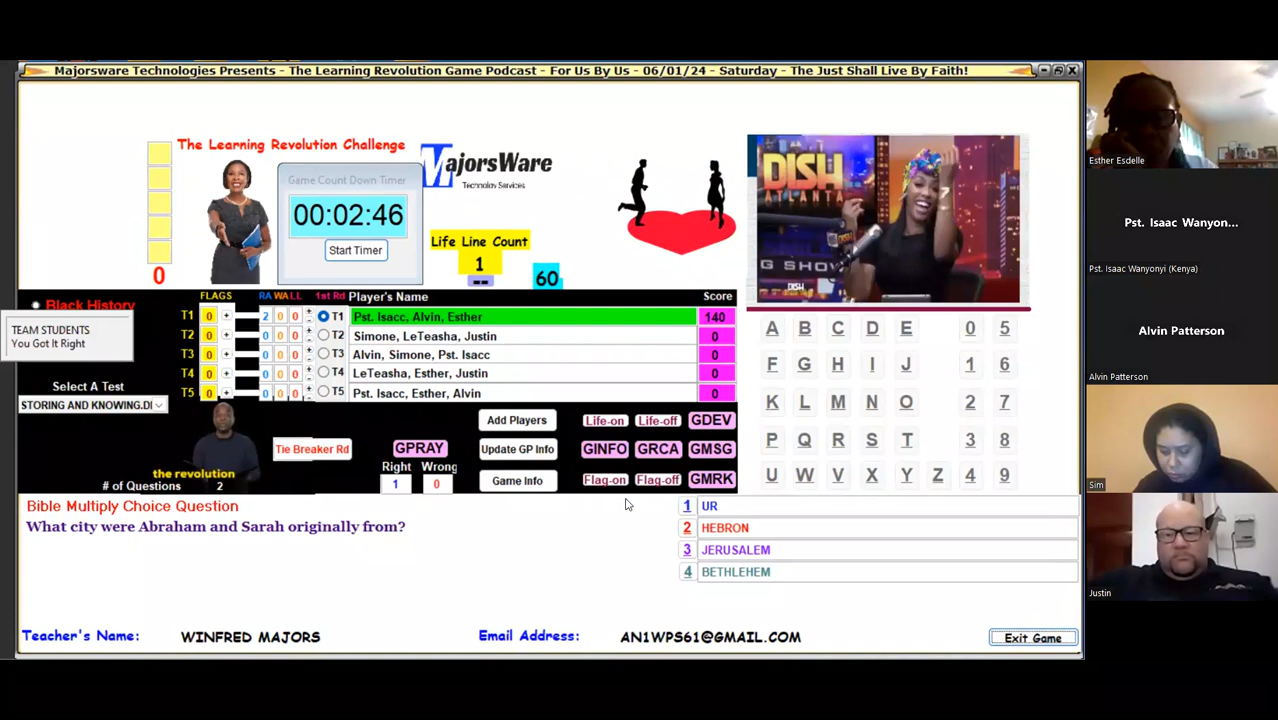 Majorsware Technologies Presents - The Learning Revolution Game Podcast - For Us By Us - 06/01/24 - Saturday - The Just Shall Live By Faith!
The Learning Revolution Challenge
Game Count Down Timer
00:02:46
Start Timer
0
MajorsWare
Technology Services
Life Line Count
1
--
60
DISH
ATLANTA
G SHOW
DISH
Black History
FLAGS RA WA LL 1st Rd Player's Name Score
T1 0 + 2 0 0 T1 Pst. Isacc, Alvin, Esther 140
T2 0 + 0 0 0 T2 Simone, LeTeasha, Justin 0
T3 0 + 0 0 0 T3 Alvin, Simone, Pst. Isacc 0
T4 0 + 0 0 0 T4 LeTeasha, Esther, Justin 0
T5 0 + 0 0 0 T5 Pst. Isacc, Esther, Alvin 0
TEAM STUDENTS
You Got It Right
Select A Test
STORING AND KNOWING.DI
the revolution
# of Questions 2
Tie Breaker Rd
GPRAY
Right Wrong
1 0
Add Players Life-on Life-off GDEV
Update GP Info GINFO GRCA GMSG
Game Info Flag-on Flag-off GMRK
A B C D E 0 5
F G H I J 1 6
K L M N O 2 7
P Q R S T 3 8
U W V X Y Z 4 9
Bible Multiply Choice Question
What city were Abraham and Sarah originally from?
1 UR
2 HEBRON
3 JERUSALEM
4 BETHLEHEM
Teacher's Name: WINFRED MAJORS Email Address: AN1WPS61@GMAIL.COM Exit Game
Esther Esdelle
Pst. Isaac Wanyon...
Pst. Isaac Wanyonyi (Kenya)
Alvin Patterson
Alvin Patterson
Sim
Justin